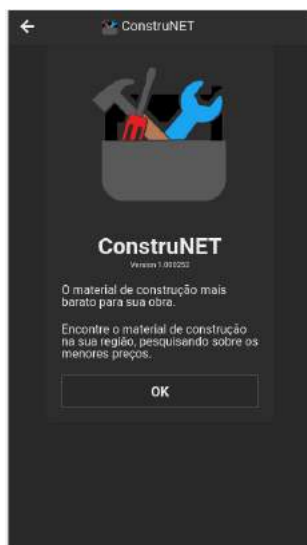 ConstruNET
ConstruNET
Version 1.000252
O material de construção mais
barato para sua obra.
Encontre o material de construção
na sua região, pesquisando sobre os
menores preços.
OK